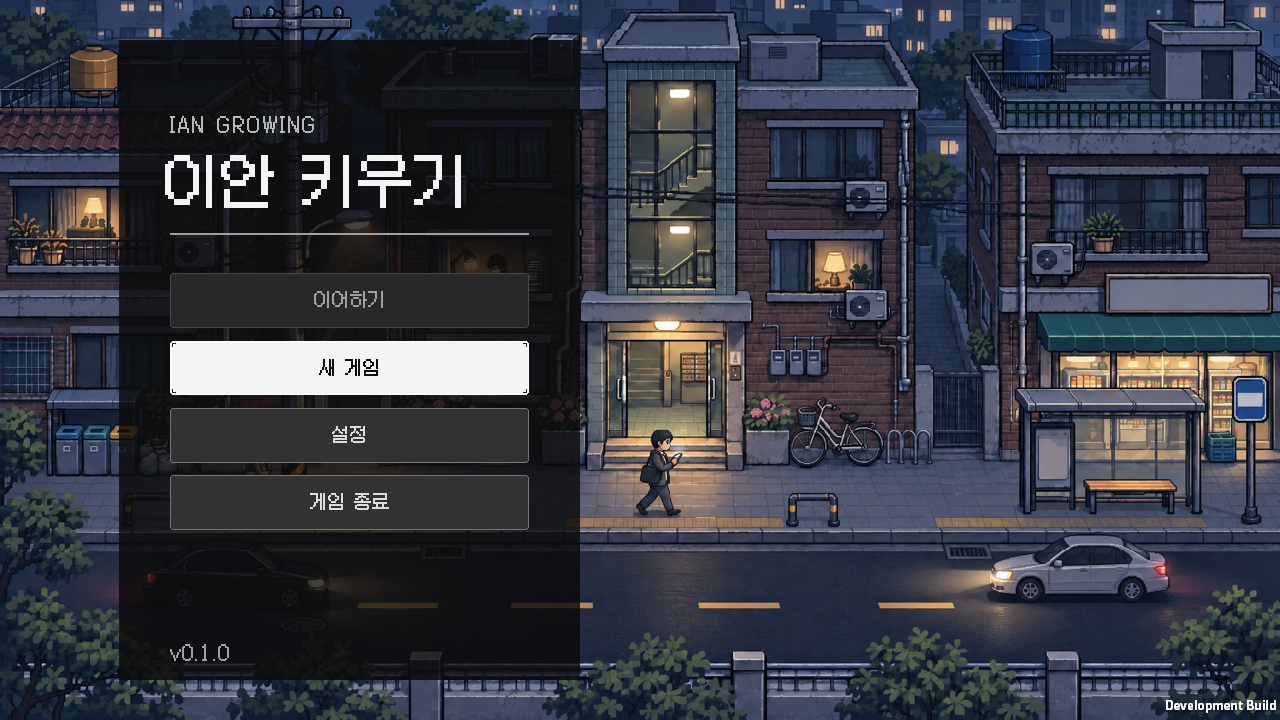 IAN GROWING
이안 키우기
이어하기
새 게임
설정
게임 종료
v0.1.0
Development Build